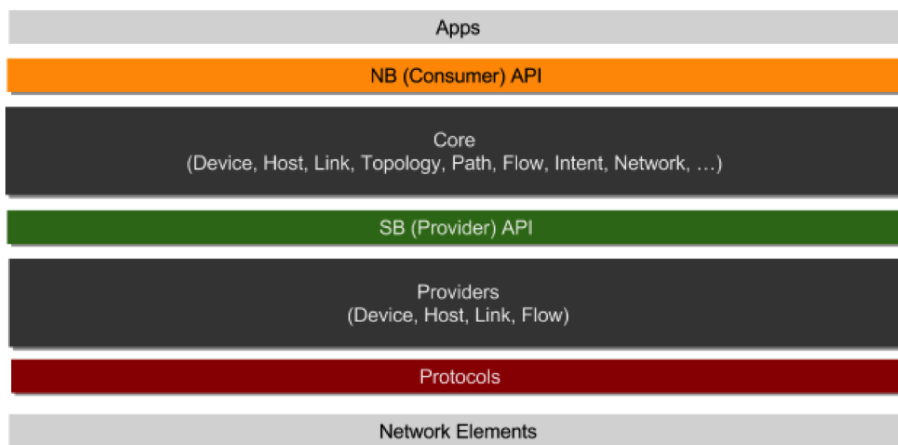 Apps
NB (Consumer) API
Core
(Device, Host, Link, Topology, Path, Flow, Intent, Network, …)
SB (Provider) API
Providers
(Device, Host, Link, Flow)
Protocols
Network Elements